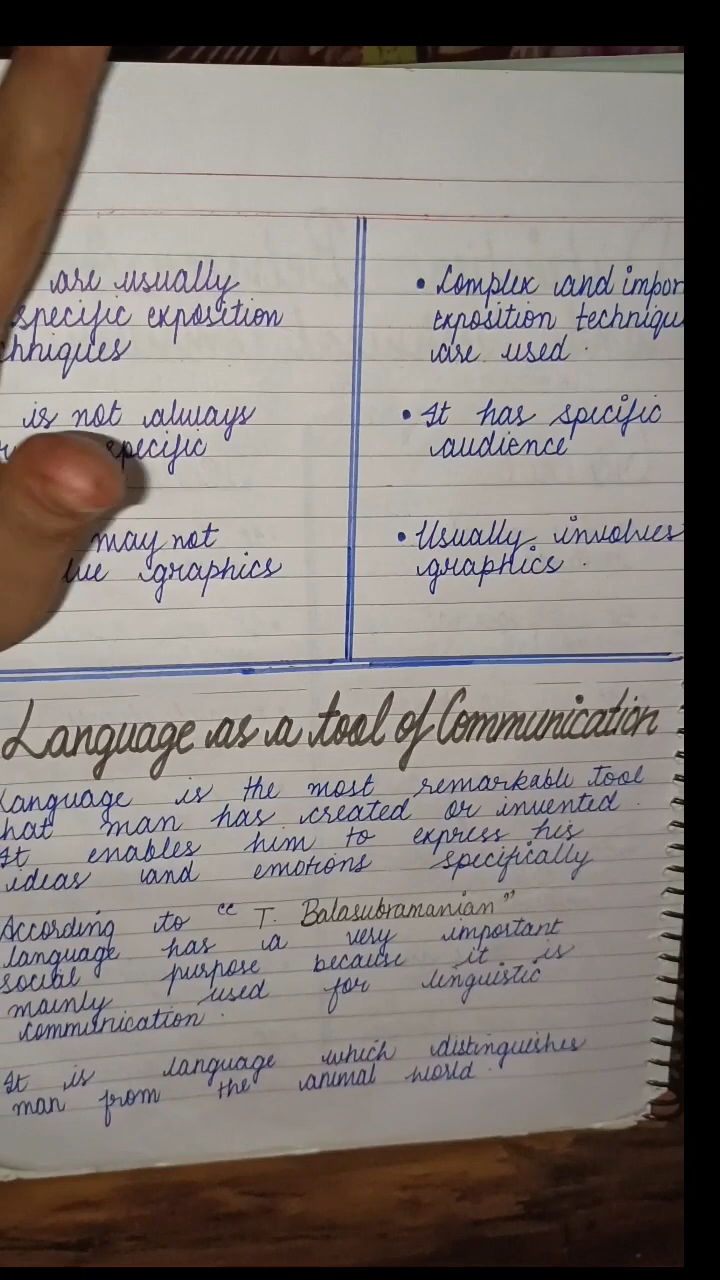 are usually
specific exposition
chniques
is not always
specific
may not
graphics
• Complex and impor
exposition techniqu
are used.
• It has specific
audience
• Usually involves
graphics.
Language as a tool of Communication
Language is the most remarkable tool
hat man has created or invented.
It enables him to express his
ideas and emotions specifically
According to "T. Balasubramanian"
language has a very important
social purpose because it is
mainly used for linguistic
communication.
It is language which distinguishes
man from the animal world.